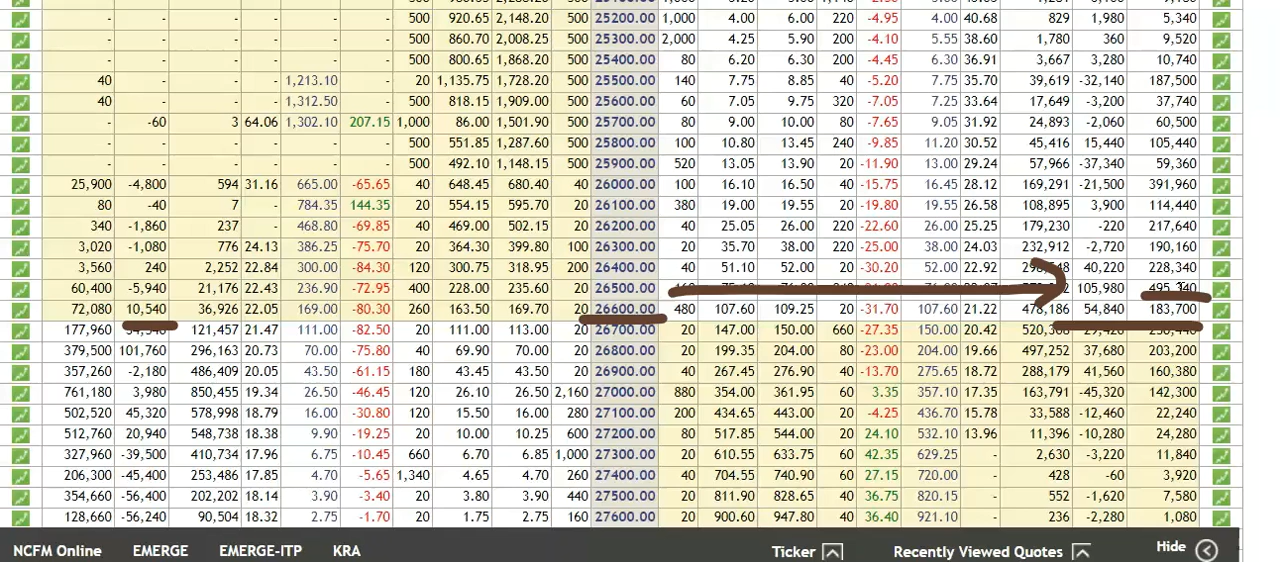 500 920.65 2,148.20 500 25200.00 1,000 4.00 6.00 220 -4.95 4.00 40.68 829 1,980 5,340
- - - - - - 500 860.70 2,008.25 500 25300.00 2,000 4.25 5.90 200 -4.10 5.55 38.60 1,780 360 9,520
- - - - - - 500 800.65 1,868.20 500 25400.00 80 6.20 6.30 200 -4.45 6.30 36.91 3,667 3,280 10,740
40 - - - 1,213.10 - 20 1,135.75 1,728.20 500 25500.00 140 7.75 8.85 40 -5.20 7.75 35.70 39,619 -32,140 187,500
40 - - - 1,312.50 - 500 818.15 1,909.00 500 25600.00 60 7.05 9.75 320 -7.05 7.25 33.64 17,649 -3,200 37,740
- -60 3 64.06 1,302.10 207.15 1,000 86.00 1,501.90 500 25700.00 80 9.00 10.00 80 -7.65 9.05 31.92 24,893 -2,060 60,500
- - - - - - 500 551.85 1,287.60 500 25800.00 100 10.80 13.45 240 -9.85 11.20 30.52 45,416 15,440 105,440
- - - - - - 500 492.10 1,148.15 500 25900.00 520 13.05 13.90 20 -11.90 13.00 29.24 57,966 -37,340 59,360
25,900 -4,800 594 31.16 665.00 -65.65 40 648.45 680.40 40 26000.00 100 16.10 16.50 40 -15.75 16.45 28.12 169,291 -21,500 391,960
80 -40 7 - 784.35 144.35 20 554.15 595.70 20 26100.00 380 19.00 19.55 20 -19.80 19.55 26.58 108,895 3,900 114,440
340 -1,860 237 - 468.80 -69.85 40 469.00 502.15 20 26200.00 40 25.05 26.00 220 -22.60 26.00 25.25 179,230 -220 217,640
3,020 -1,080 776 24.13 386.25 -75.70 20 364.30 399.80 100 26300.00 20 35.70 38.00 220 -25.00 38.00 24.03 232,912 -2,720 190,160
3,560 240 2,252 22.84 300.00 -84.30 120 300.75 318.95 200 26400.00 40 51.10 52.00 20 -30.20 52.00 22.92 40,220 228,340
60,400 -5,940 21,176 22.43 236.90 -72.95 400 228.00 235.60 20 26500.00 105,980
72,080 10,540 36,926 22.05 169.00 -80.30 260 163.50 169.70 20 26600.00 480 107.60 109.25 20 -31.70 107.60 21.22 478,186 54,840 183,700
177,960 121,457 21.47 111.00 -82.50 20 111.00 113.00 20 26700.00 20 147.00 150.00 660 -27.35 150.00 20.42
379,500 101,760 296,163 20.73 70.00 -75.80 40 69.90 70.00 20 26800.00 20 199.35 204.00 80 -23.00 204.00 19.66 497,252 37,680 203,200
357,260 -2,180 486,409 20.05 43.50 -61.15 180 43.45 43.50 20 26900.00 40 267.45 276.90 40 -13.70 275.65 18.72 288,179 41,560 160,380
761,180 3,980 850,455 19.34 26.50 -46.45 120 26.10 26.50 2,160 27000.00 880 354.00 361.95 60 3.35 357.10 17.35 163,791 -45,320 142,300
502,520 45,320 578,998 18.79 16.00 -30.80 120 15.50 16.00 280 27100.00 200 434.65 443.00 20 -4.25 436.70 15.78 33,588 -12,460 22,240
512,760 20,940 548,738 18.38 9.90 -19.25 20 10.00 10.25 600 27200.00 80 517.85 544.00 20 24.10 532.10 13.96 11,396 -10,280 24,280
327,960 -39,500 410,734 17.96 6.75 -10.45 660 6.70 6.85 1,000 27300.00 20 610.55 633.75 60 42.35 629.25 - 2,630 -3,220 11,840
206,300 -45,400 253,486 17.85 4.70 -5.65 1,340 4.65 4.70 260 27400.00 40 704.55 740.90 60 27.15 720.00 - 428 -60 3,920
354,660 -56,400 202,202 18.14 3.90 -3.40 20 3.80 3.90 440 27500.00 20 811.90 828.65 40 36.75 820.15 - 552 -1,620 7,580
128,660 -56,240 90,504 18.32 2.75 -1.70 20 1.75 2.75 160 27600.00 20 900.60 947.80 40 36.40 921.10 - 236 -2,280 1,080
NCFM Online EMERGE EMERGE-ITP KRA Ticker Recently Viewed Quotes Hide